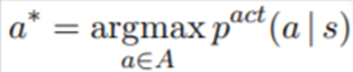 a* = argmax p^act(a | s)
a∈A